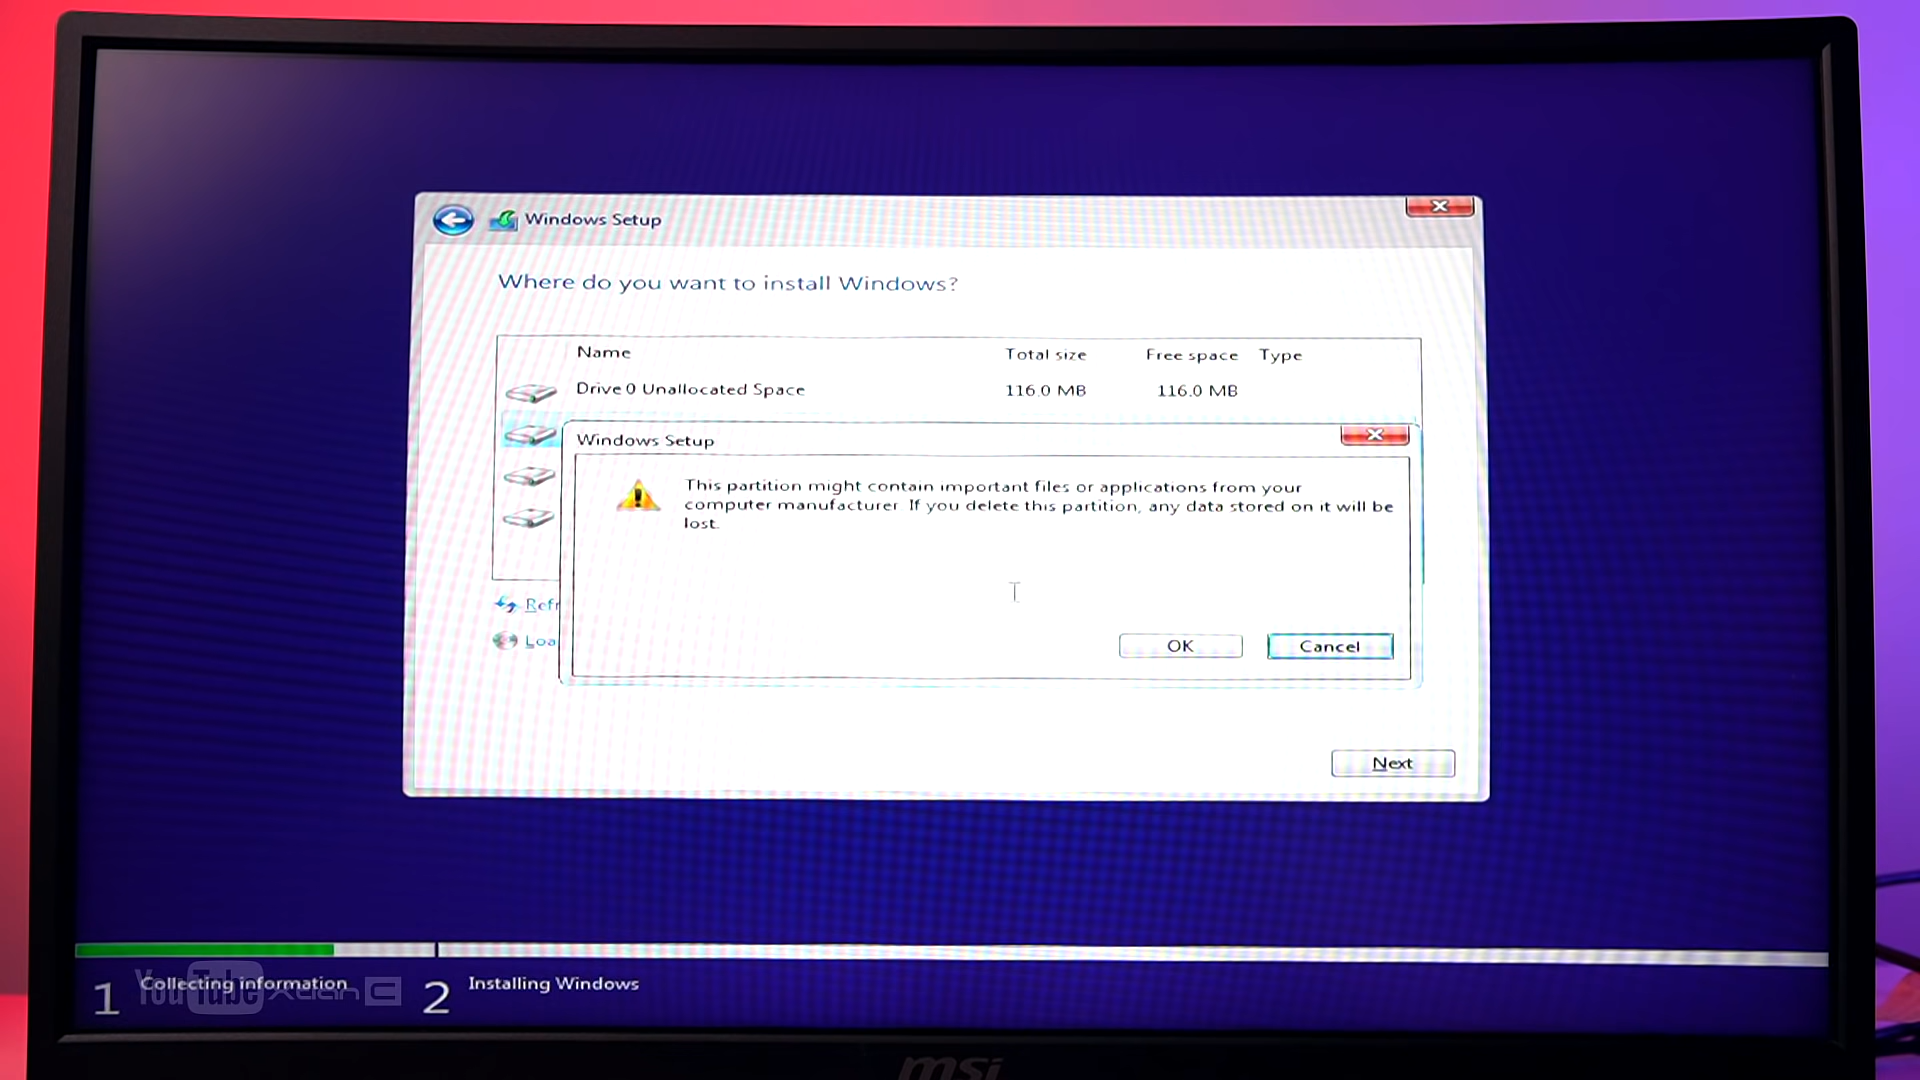 Windows Setup
Where do you want to install Windows?
Name Total size Free space Type
Drive 0 Unallocated Space 116.0 MB 116.0 MB
Windows Setup
This partition might contain important files or applications from your
computer manufacturer. If you delete this partition, any data stored on it will be
lost.
Refr
Loa
OK Cancel
Next
1 Collecting information 2 Installing Windows
YouTube
msi